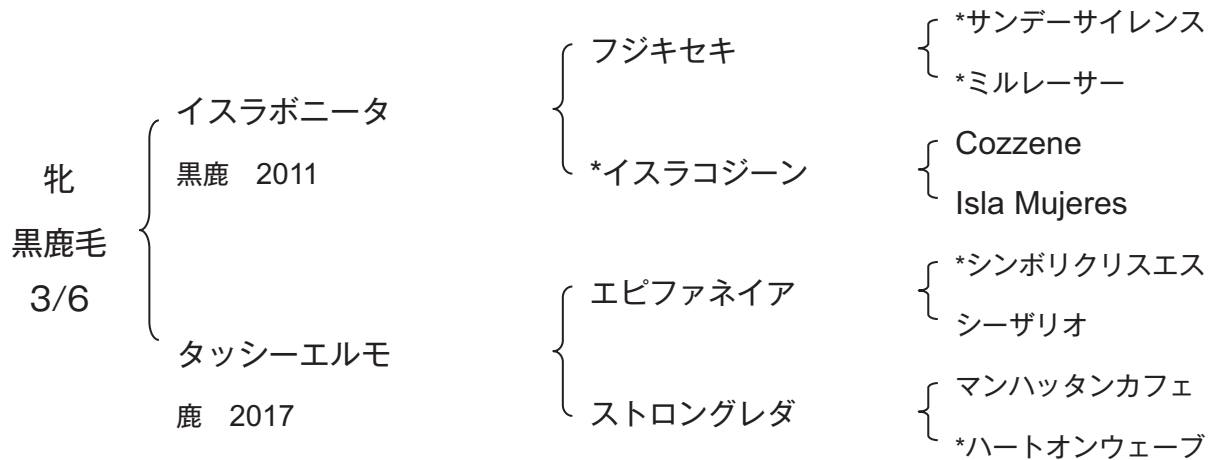 牝
黒鹿毛
3/6
イスラボニータ
黒鹿　2011
タッシーエルモ
鹿　2017
フジキセキ
*イスラコジーン
エピファネイア
ストロングレダ
*サンデーサイレンス
*ミルレーサー
Cozzene
Isla Mujeres
*シンボリクリスエス
シーザリオ
マンハッタンカフェ
*ハートオンウェーブ